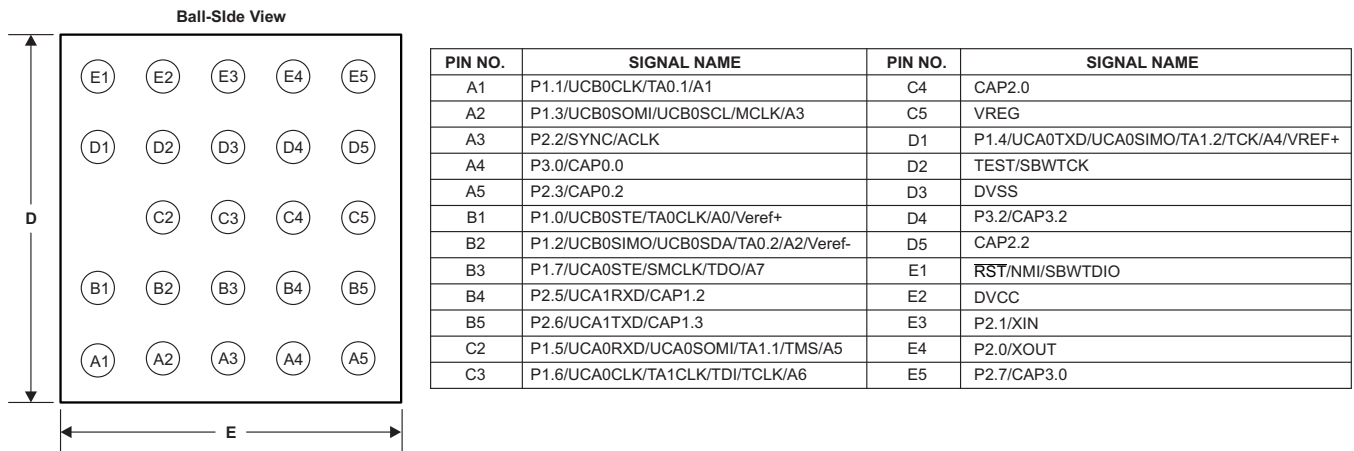 Ball-SIde View
E1 E2 E3 E4 E5
D1 D2 D3 D4 D5
D
C2 C3 C4 C5
B1 B2 B3 B4 B5
A1 A2 A3 A4 A5
E
PIN NO. SIGNAL NAME PIN NO. SIGNAL NAME
A1 P1.1/UCB0CLK/TA0.1/A1 C4 CAP2.0
A2 P1.3/UCB0SOMI/UCB0SCL/MCLK/A3 C5 VREG
A3 P2.2/SYNC/ACLK D1 P1.4/UCA0TXD/UCA0SIMO/TA1.2/TCK/A4/VREF+
A4 P3.0/CAP0.0 D2 TEST/SBWTCK
A5 P2.3/CAP0.2 D3 DVSS
B1 P1.0/UCB0STE/TA0CLK/A0/Veref+ D4 P3.2/CAP3.2
B2 P1.2/UCB0SIMO/UCB0SDA/TA0.2/A2/Veref- D5 CAP2.2
B3 P1.7/UCA0STE/SMCLK/TDO/A7 E1 RST/NMI/SBWTDIO
B4 P2.5/UCA1RXD/CAP1.2 E2 DVCC
B5 P2.6/UCA1TXD/CAP1.3 E3 P2.1/XIN
C2 P1.5/UCA0RXD/UCA0SOMI/TA1.1/TMS/A5 E4 P2.0/XOUT
C3 P1.6/UCA0CLK/TA1CLK/TDI/TCLK/A6 E5 P2.7/CAP3.0